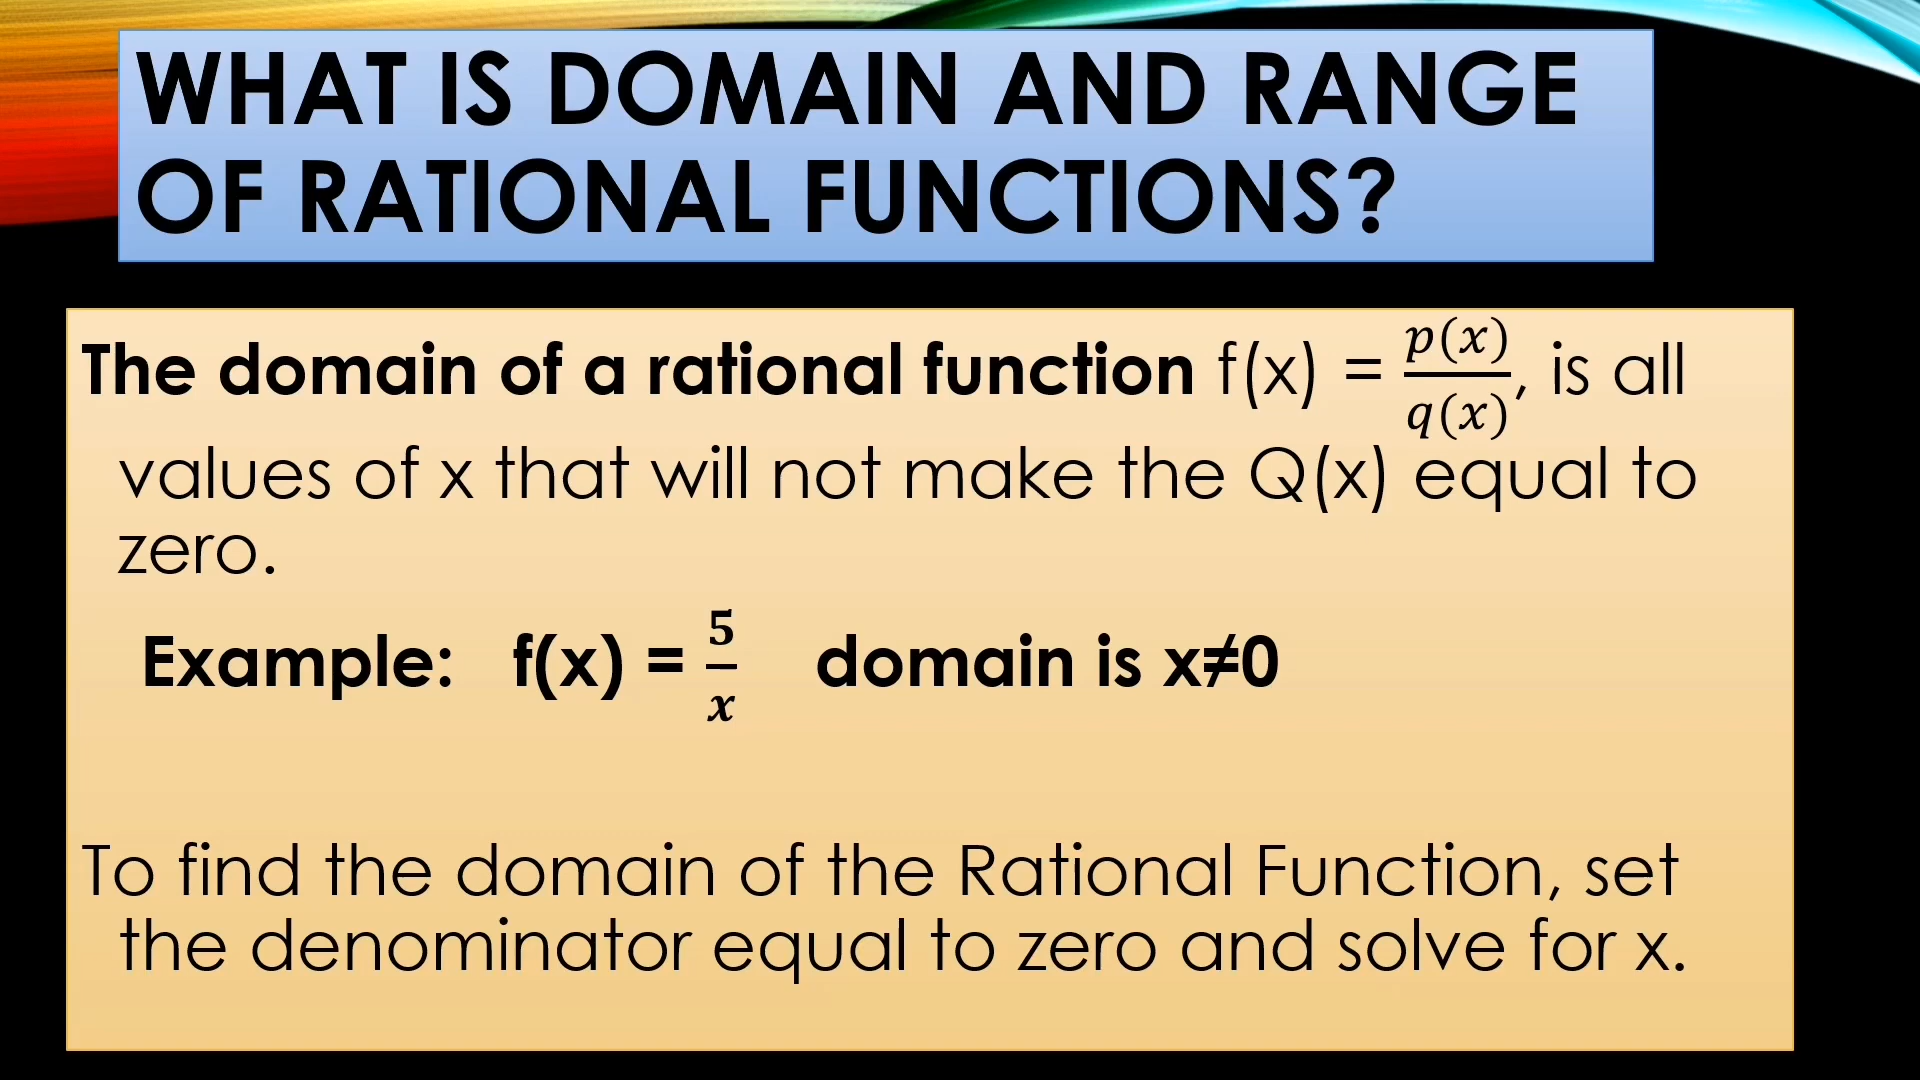 WHAT IS DOMAIN AND RANGE
OF RATIONAL FUNCTIONS?
The domain of a rational function f(x) = p(x)/q(x), is all
values of x that will not make the Q(x) equal to
zero.
Example: f(x) = 5/x domain is x≠0
To find the domain of the Rational Function, set
the denominator equal to zero and solve for x.